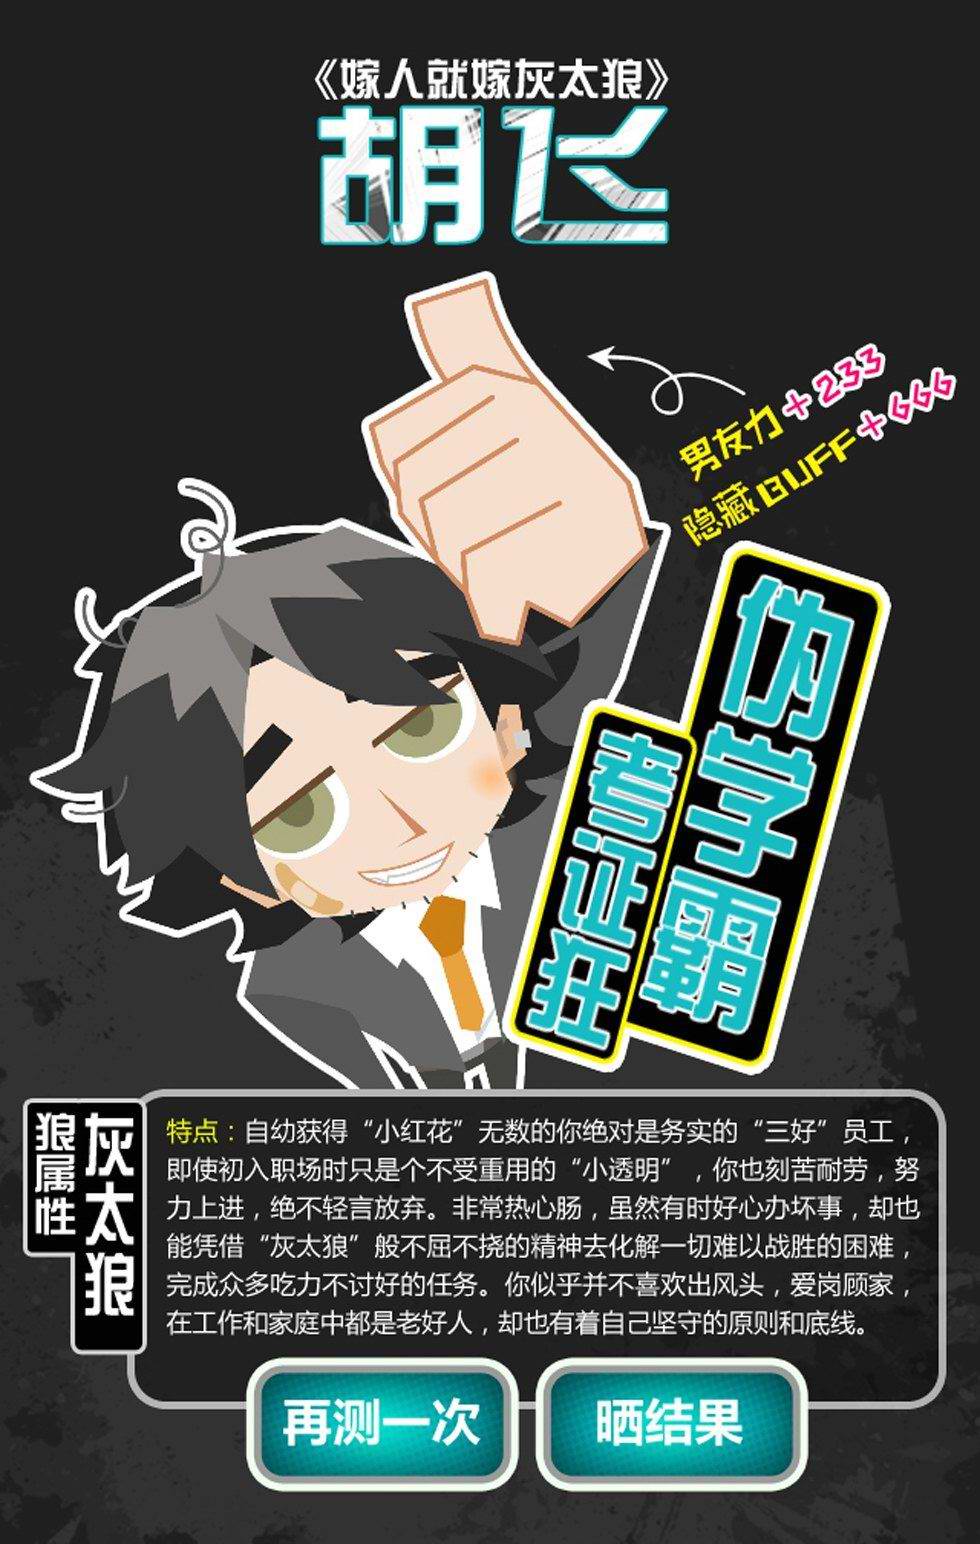 《嫁人就嫁灰太狼》
胡飞
男友力+233
隐藏BUFF+666
伪学霸
考证狂
狼属性
灰太狼
特点：自幼获得“小红花”无数的你绝对是务实的“三好”员工，
即使初入职场时只是个不受重用的“小透明”，你也刻苦耐劳，努
力上进，绝不轻言放弃。非常热心肠，虽然有时好心办坏事，却也
能凭借“灰太狼”般不屈不挠的精神去化解一切难以战胜的困难，
完成众多吃力不讨好的任务。你似乎并不喜欢出风头，爱岗顾家，
在工作和家庭中都是老好人，却也有着自己坚守的原则和底线。
再测一次
晒结果